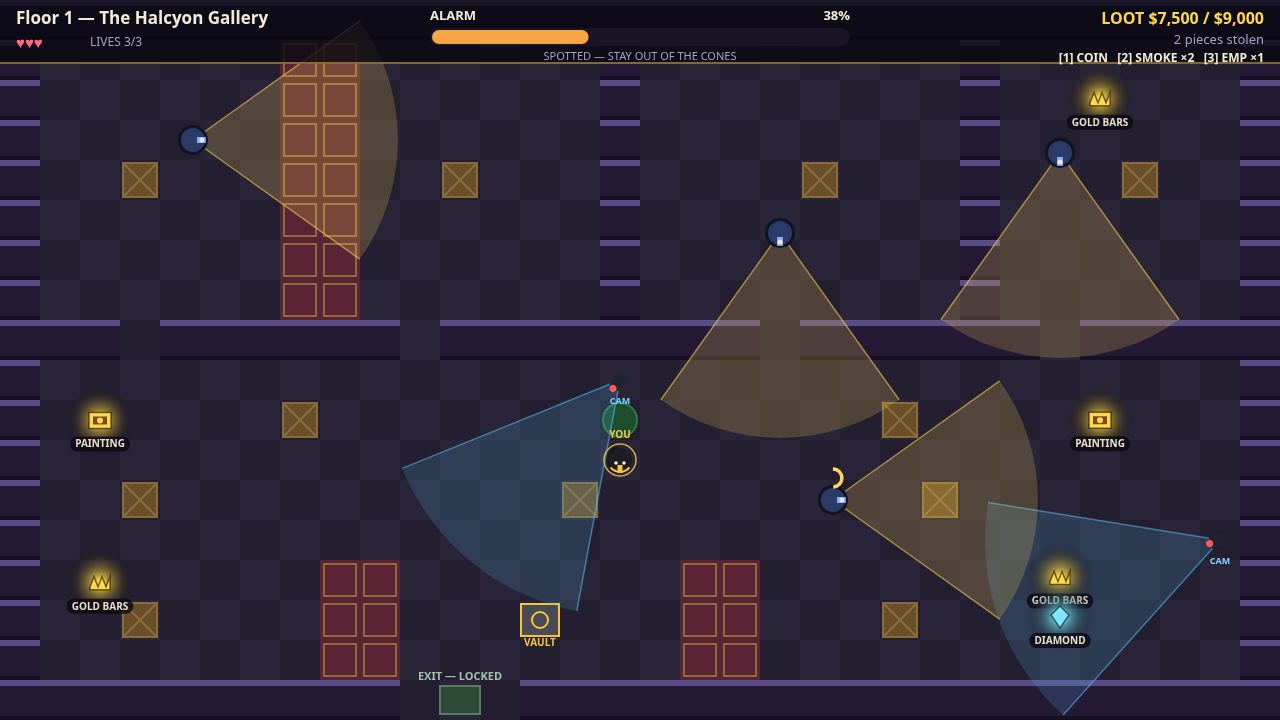 Floor 1 — The Halcyon Gallery
ALARM
38%
LOOT $7,500 / $9,000
♥♥♥
LIVES 3/3
2 pieces stolen
SPOTTED — STAY OUT OF THE CONES
[1] COIN [2] SMOKE ×2 [3] EMP ×1
GOLD BARS
CAM
YOU
PAINTING
PAINTING
CAM
GOLD BARS
GOLD BARS
DIAMOND
VAULT
EXIT — LOCKED